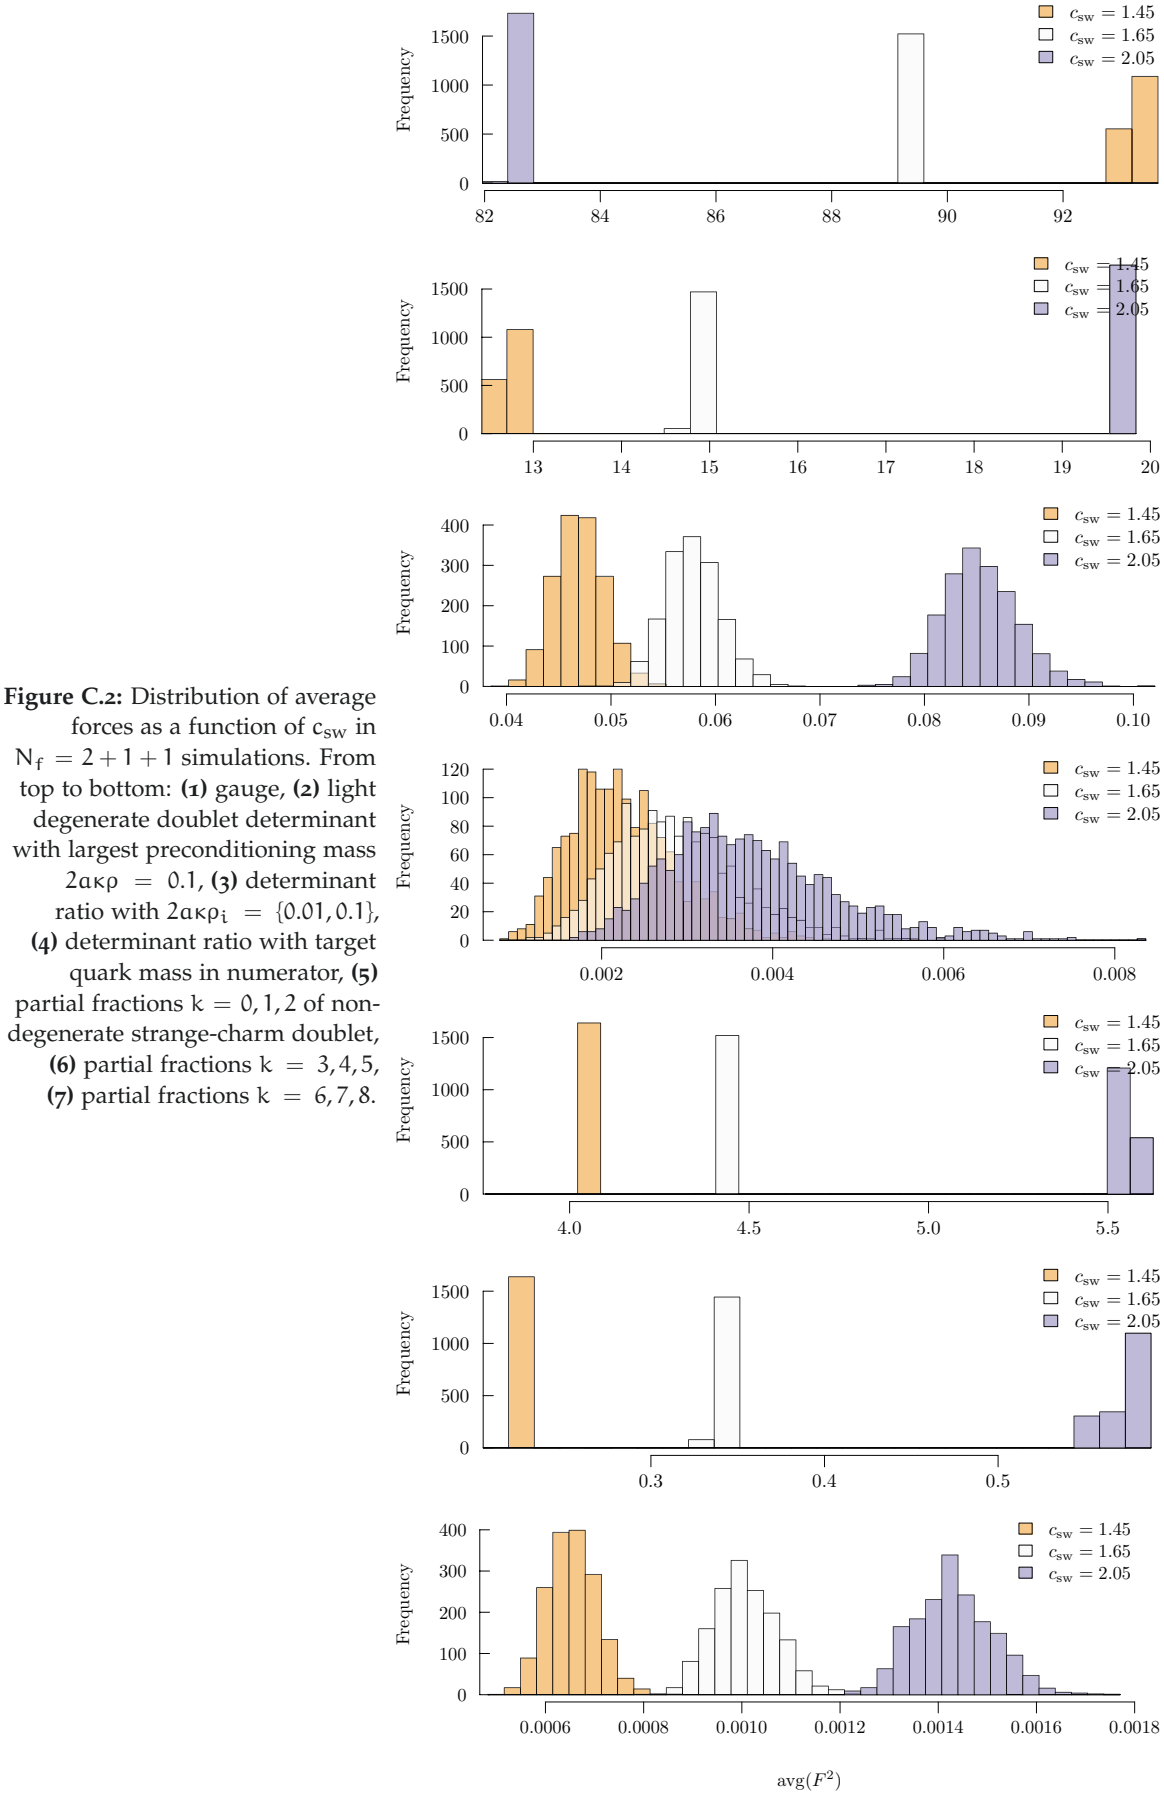 1500
1000
500
0
Frequency
82
84
86
88
90
92
c_sw = 1.45
c_sw = 1.65
c_sw = 2.05
1500
1000
500
0
Frequency
13
14
15
16
17
18
19
20
c_sw = 1.45
c_sw = 1.65
c_sw = 2.05
400
300
200
100
0
Frequency
0.04
0.05
0.06
0.07
0.08
0.09
0.10
c_sw = 1.45
c_sw = 1.65
c_sw = 2.05
Figure C.2: Distribution of average
forces as a function of c_sw in
N_f = 2 + 1 + 1 simulations. From
top to bottom: (1) gauge, (2) light
degenerate doublet determinant
with largest preconditioning mass
2aκρ = 0.1, (3) determinant
ratio with 2aκρ_i = {0.01, 0.1},
(4) determinant ratio with target
quark mass in numerator, (5)
partial fractions k = 0, 1, 2 of non-
degenerate strange-charm doublet,
(6) partial fractions k = 3, 4, 5,
(7) partial fractions k = 6, 7, 8.
120
100
80
60
40
20
0
Frequency
0.002
0.004
0.006
0.008
c_sw = 1.45
c_sw = 1.65
c_sw = 2.05
1500
1000
500
0
Frequency
4.0
4.5
5.0
5.5
c_sw = 1.45
c_sw = 1.65
c_sw = 2.05
1500
1000
500
0
Frequency
0.3
0.4
0.5
c_sw = 1.45
c_sw = 1.65
c_sw = 2.05
400
300
200
100
0
Frequency
0.0006
0.0008
0.0010
0.0012
0.0014
0.0016
0.0018
c_sw = 1.45
c_sw = 1.65
c_sw = 2.05
avg(F²)